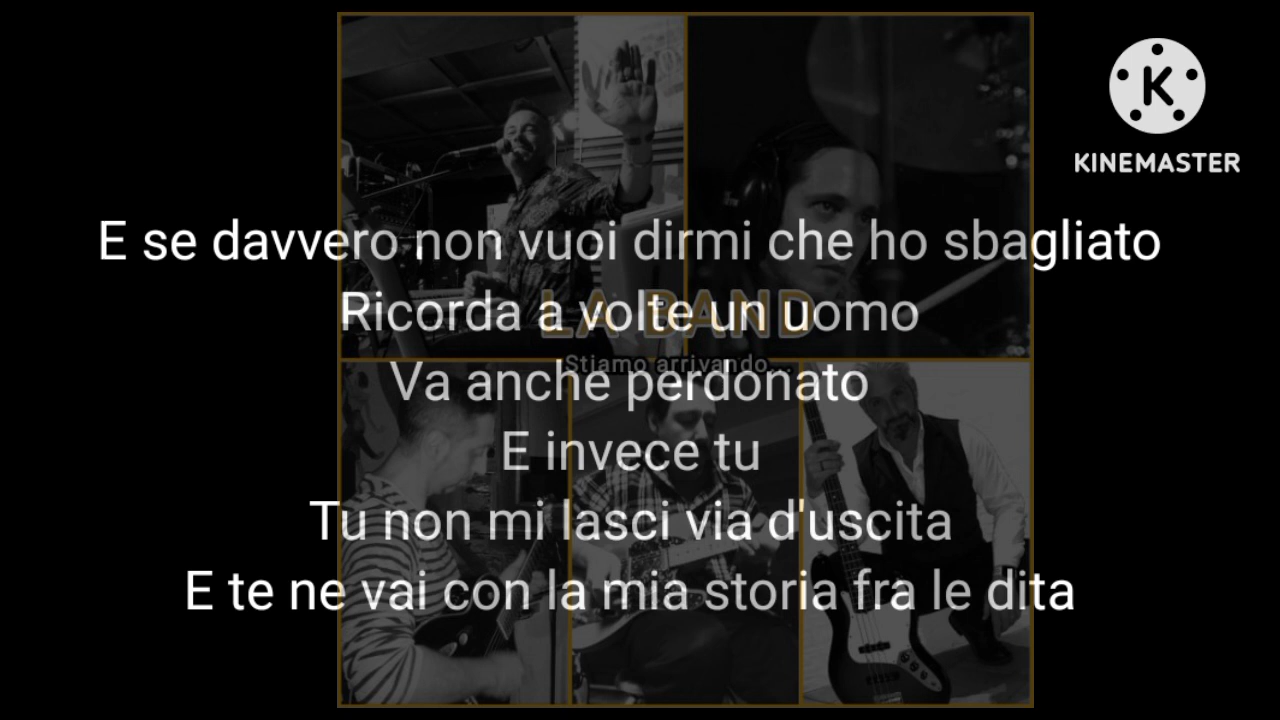 K
KINEMASTER
E se davvero non vuoi dirmi che ho sbagliato
Ricorda a volte un uomo
LA BAND
Stiamo arrivando...
Va anche perdonato
E invece tu
Tu non mi lasci via d'uscita
E te ne vai con la mia storia fra le dita